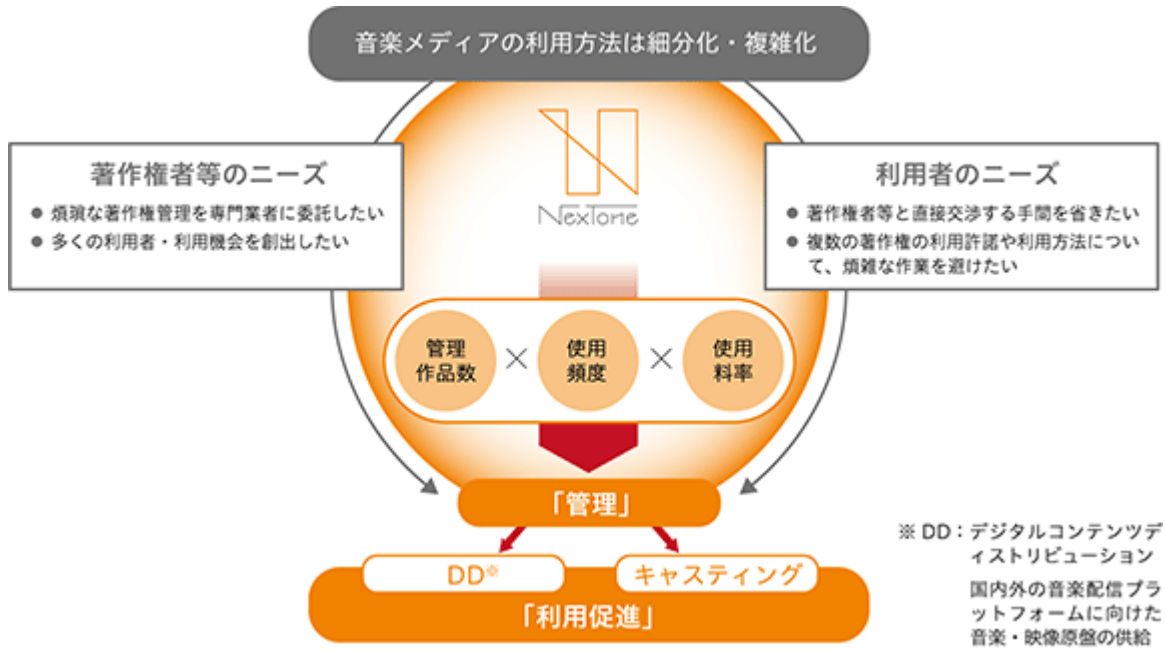 音楽メディアの利用方法は細分化・複雑化
NexTone
著作権者等のニーズ
● 煩瑣な著作権管理を専門業者に委託したい
● 多くの利用者・利用機会を創出したい
利用者のニーズ
● 著作権者等と直接交渉する手間を省きたい
● 複数の著作権の利用許諾や利用方法につい
て、煩雑な作業を避けたい
管理
作品数
×
使用
頻度
×
使用
料率
「管理」
DD※
キャスティング
「利用促進」
※ DD：デジタルコンテンツデ
ィストリビューション
国内外の音楽配信プラ
ットフォームに向けた
音楽・映像原盤の供給